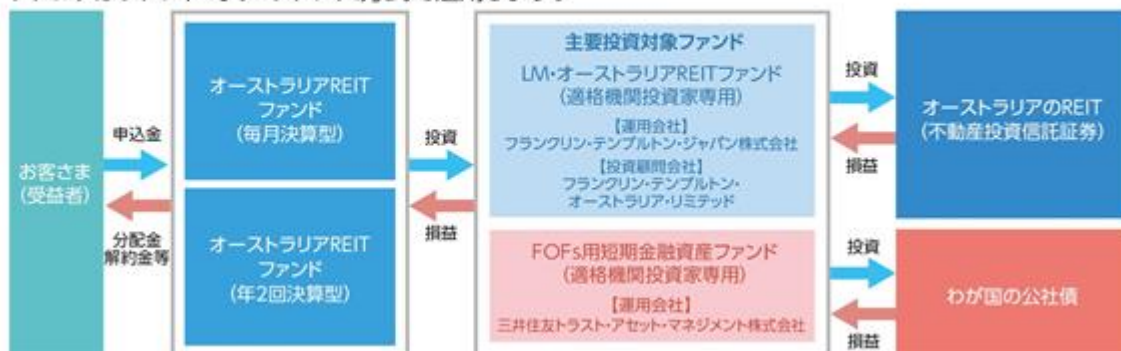 お客さま
(受益者)
申込金
分配金
解約金等
オーストラリアREIT
ファンド
(毎月決算型)
オーストラリアREIT
ファンド
(年2回決算型)
投資
損益
主要投資対象ファンド
LM・オーストラリアREITファンド
(適格機関投資家専用)
【運用会社】
フランクリン・テンプルトン・ジャパン株式会社
【投資顧問会社】
フランクリン・テンプルトン・
オーストラリア・リミテッド
FOFs用短期金融資産ファンド
(適格機関投資家専用)
【運用会社】
三井住友トラスト・アセット・マネジメント株式会社
投資
損益
オーストラリアのREIT
(不動産投資信託証券)
投資
損益
わが国の公社債